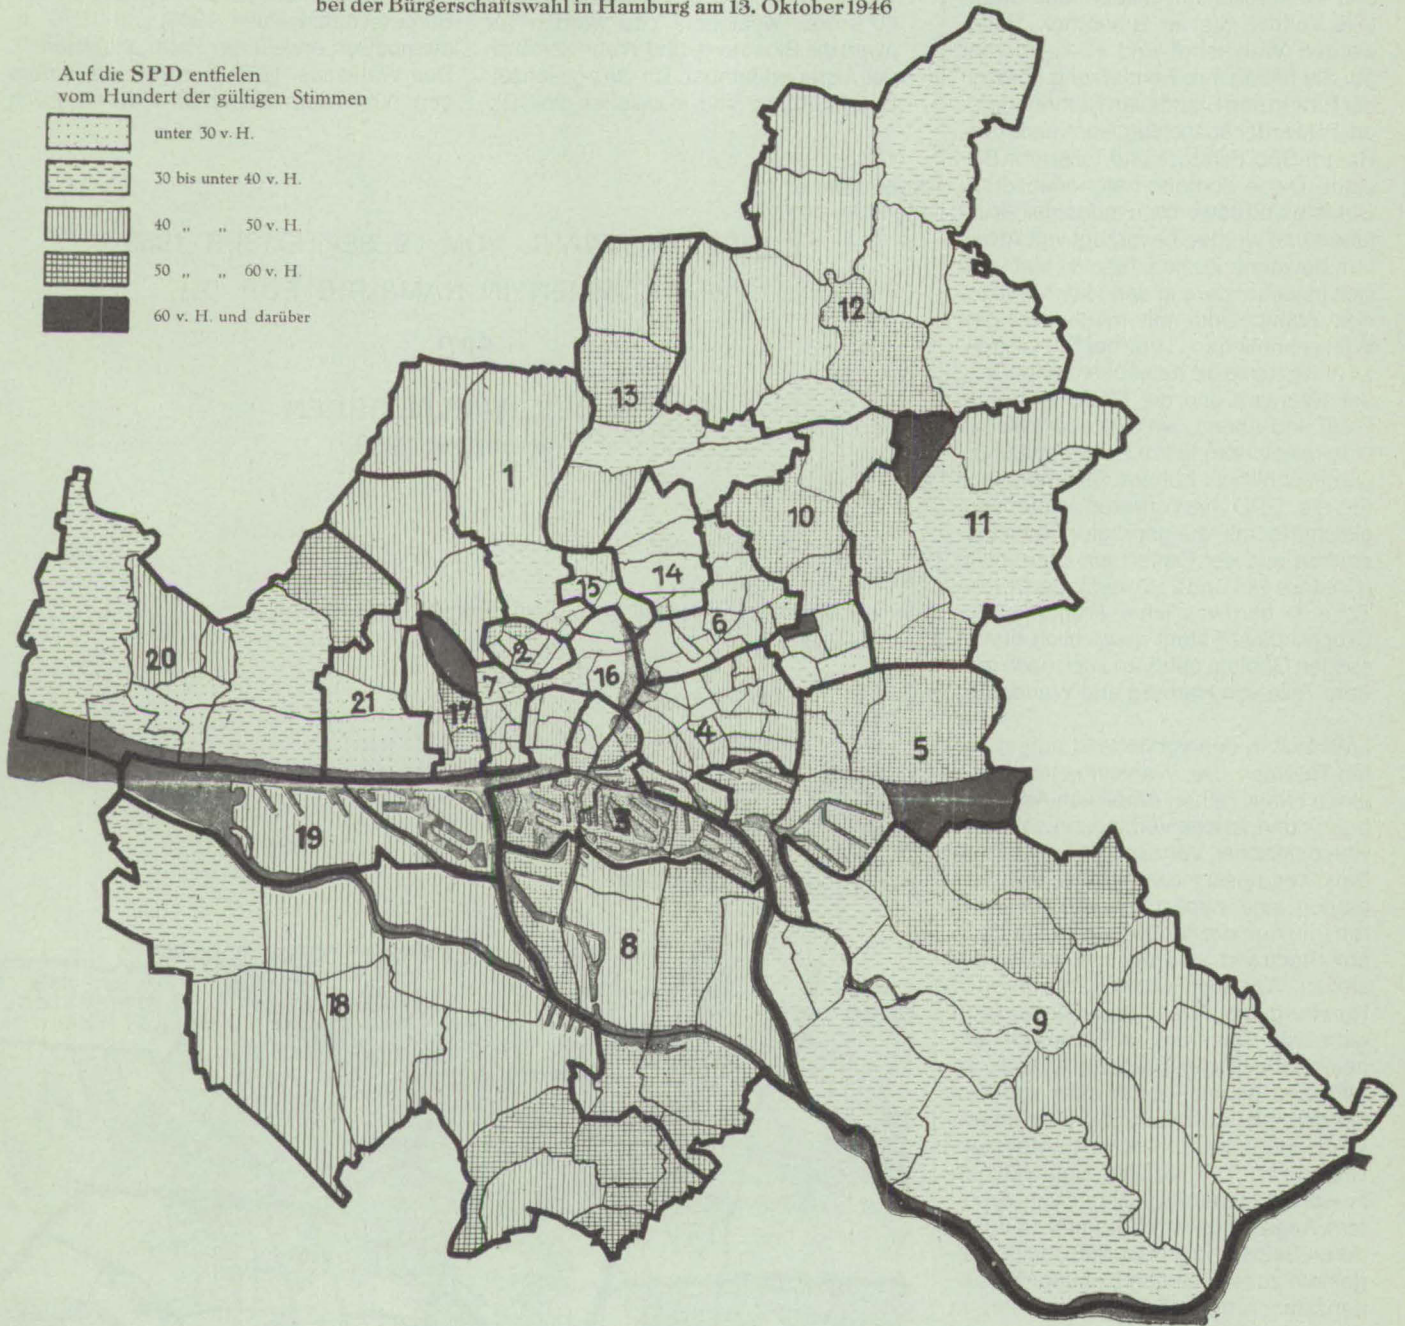 bei der Bürgerschaftswahl in Hamburg am 13. Oktober 1946
Auf die SPD entfielen
vom Hundert der gültigen Stimmen
unter 30 v. H.
30 bis unter 40 v. H.
40 „ „ 50 v. H.
50 „ „ 60 v. H.
60 v. H. und darüber
12
13
1
10
11
15
14
6
2
20
16
7
21
17
4
5
3
19
8
18
9